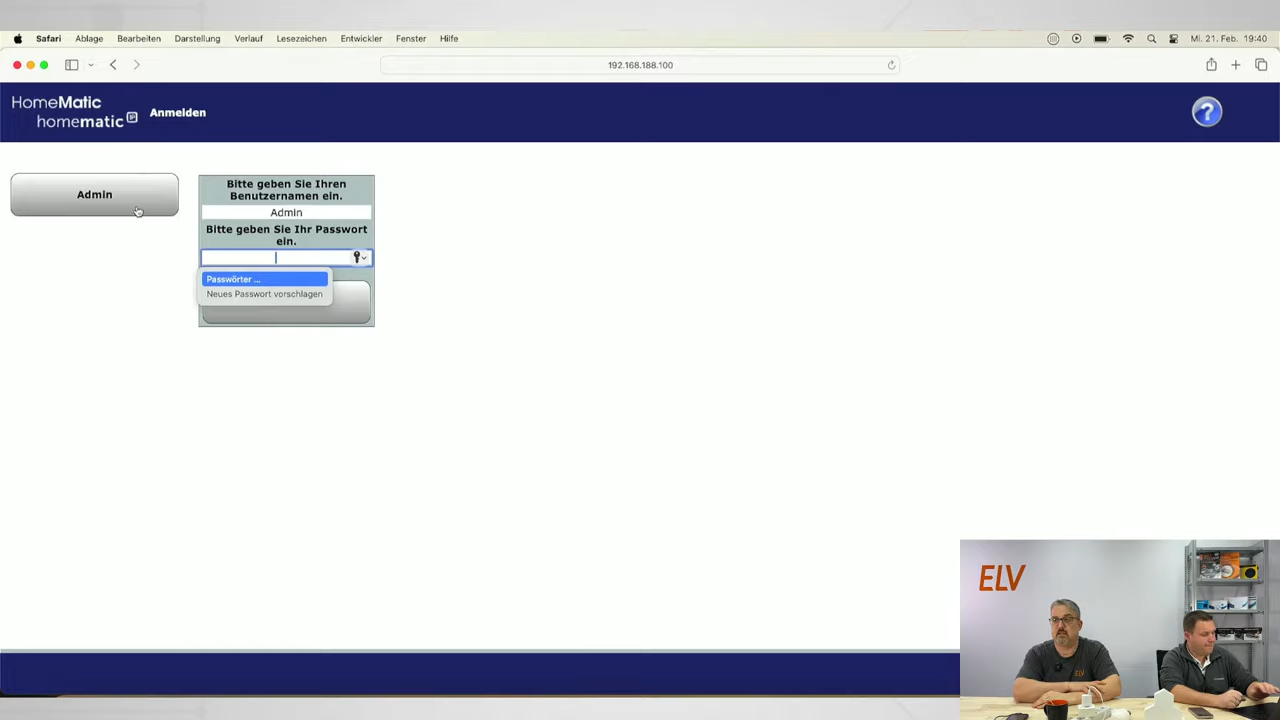 Safari Ablage Bearbeiten Darstellung Verlauf Lesezeichen Entwickler Fenster Hilfe Mi. 21. Feb. 19:40
192.168.188.100
HomeMatic
homematic IP
Anmelden
?
Admin
Bitte geben Sie Ihren
Benutzernamen ein.
Admin
Bitte geben Sie Ihr Passwort
ein.
Passwörter ...
Neues Passwort vorschlagen
ELV
ELV